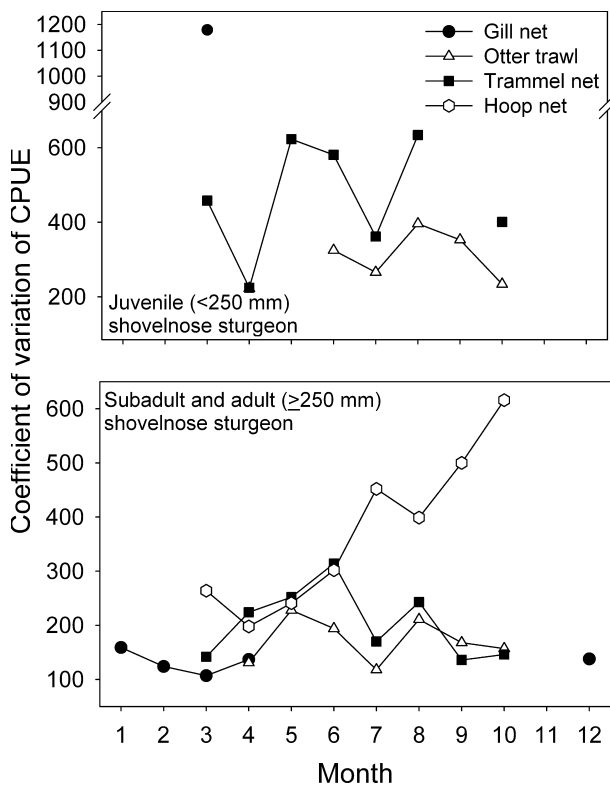 Coefficient of variation of CPUE
1200
1100
1000
900
600
400
200
Gill net
Otter trawl
Trammel net
Hoop net
Juvenile (<250 mm)
shovelnose sturgeon
Subadult and adult (≥250 mm)
shovelnose sturgeon
600
500
400
300
200
100
1 2 3 4 5 6 7 8 9 10 11 12
Month